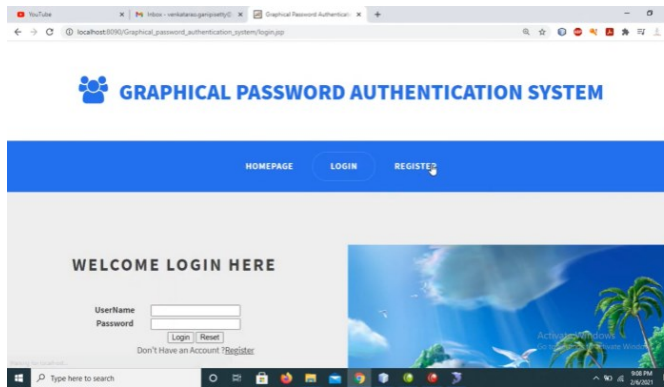 YouTube
Inbox - venkatarao.gampisetty@
Graphical Password Authenticati
localhost:8090/Graphical_password_authentication_system/login.jsp
GRAPHICAL PASSWORD AUTHENTICATION SYSTEM
HOMEPAGE LOGIN REGISTER
WELCOME LOGIN HERE
UserName
Password
Login Reset
Don't Have an Account ?Register
Activate Windows
Type here to search
9:08 PM
2/6/2021